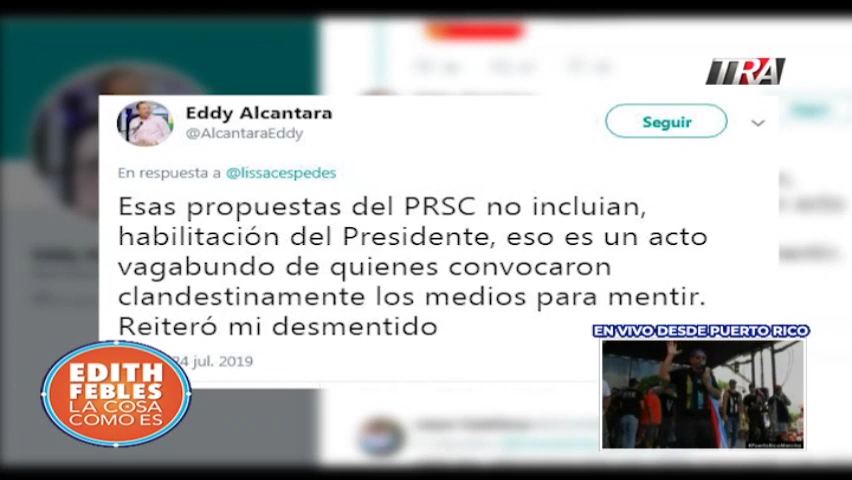 TRA
Eddy Alcantara
@AlcantaraEddy
Seguir
En respuesta a @lissacespedes
Esas propuestas del PRSC no incluian,
habilitación del Presidente, eso es un acto
vagabundo de quienes convocaron
clandestinamente los medios para mentir.
Reiteró mi desmentido
24 jul. 2019
EN VIVO DESDE PUERTO RICO
EDITH
FEBLES
LA COSA
COMO ES
#PuertoRicoMarcha